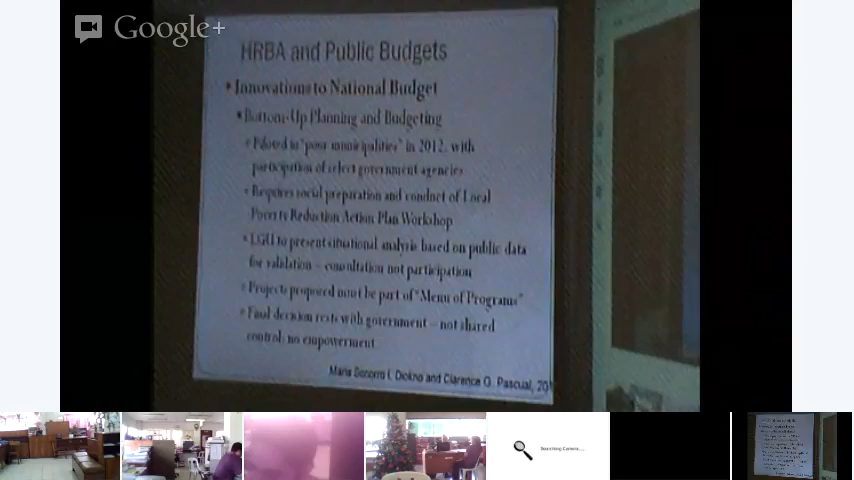 Google+
HRBA and Public Budgets
Innovations to National Budget
Bottom-Up Planning and Budgeting
Piloted in "poor municipalities" in 2012, with
participation of select government agencies
Requires social preparation and conduct of Local
Poverty Reduction Action Plan Workshop
LGU to present situational analysis based on public data
for validation – consultation not participation
Projects proposed must be part of "Menu of Programs"
Final decision rests with government – not shared
control; no empowerment
Maria Socorro I. Diokno and Clarence G. Pascual, 201
Searching Camera....